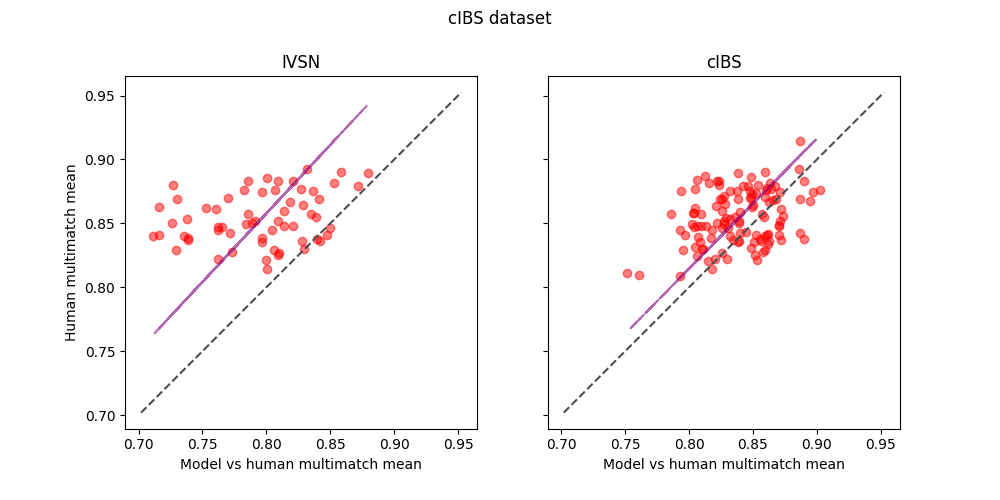 cIBS dataset
IVSN
cIBS
Human multimatch mean
0.95
0.90
0.85
0.80
0.75
0.70
0.70 0.75 0.80 0.85 0.90 0.95
0.70 0.75 0.80 0.85 0.90 0.95
Model vs human multimatch mean
Model vs human multimatch mean